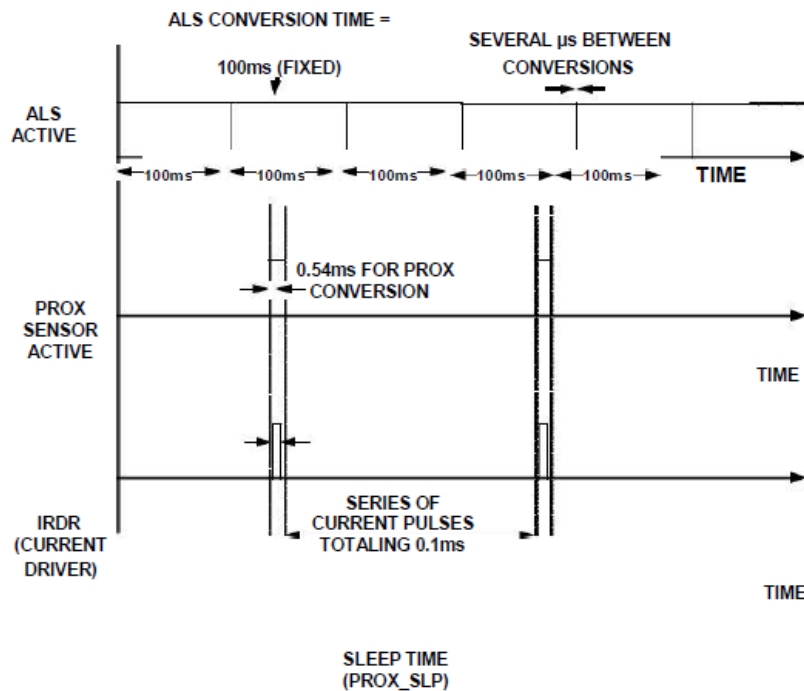 ALS CONVERSION TIME =
100ms (FIXED)
SEVERAL µs BETWEEN
CONVERSIONS
ALS
ACTIVE
100ms
100ms
100ms
100ms
100ms
TIME
0.54ms FOR PROX
CONVERSION
PROX
SENSOR
ACTIVE
TIME
SERIES OF
CURRENT PULSES
TOTALING 0.1ms
IRDR
(CURRENT
DRIVER)
TIME
SLEEP TIME
(PROX_SLP)